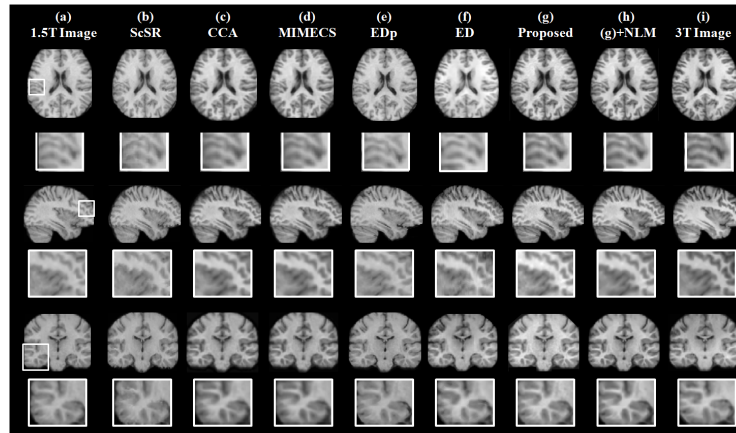 (a) (b) (c) (d) (e) (f) (g) (h) (i)
1.5T Image ScSR CCA MIMECS EDp ED Proposed (g)+NLM 3T Image